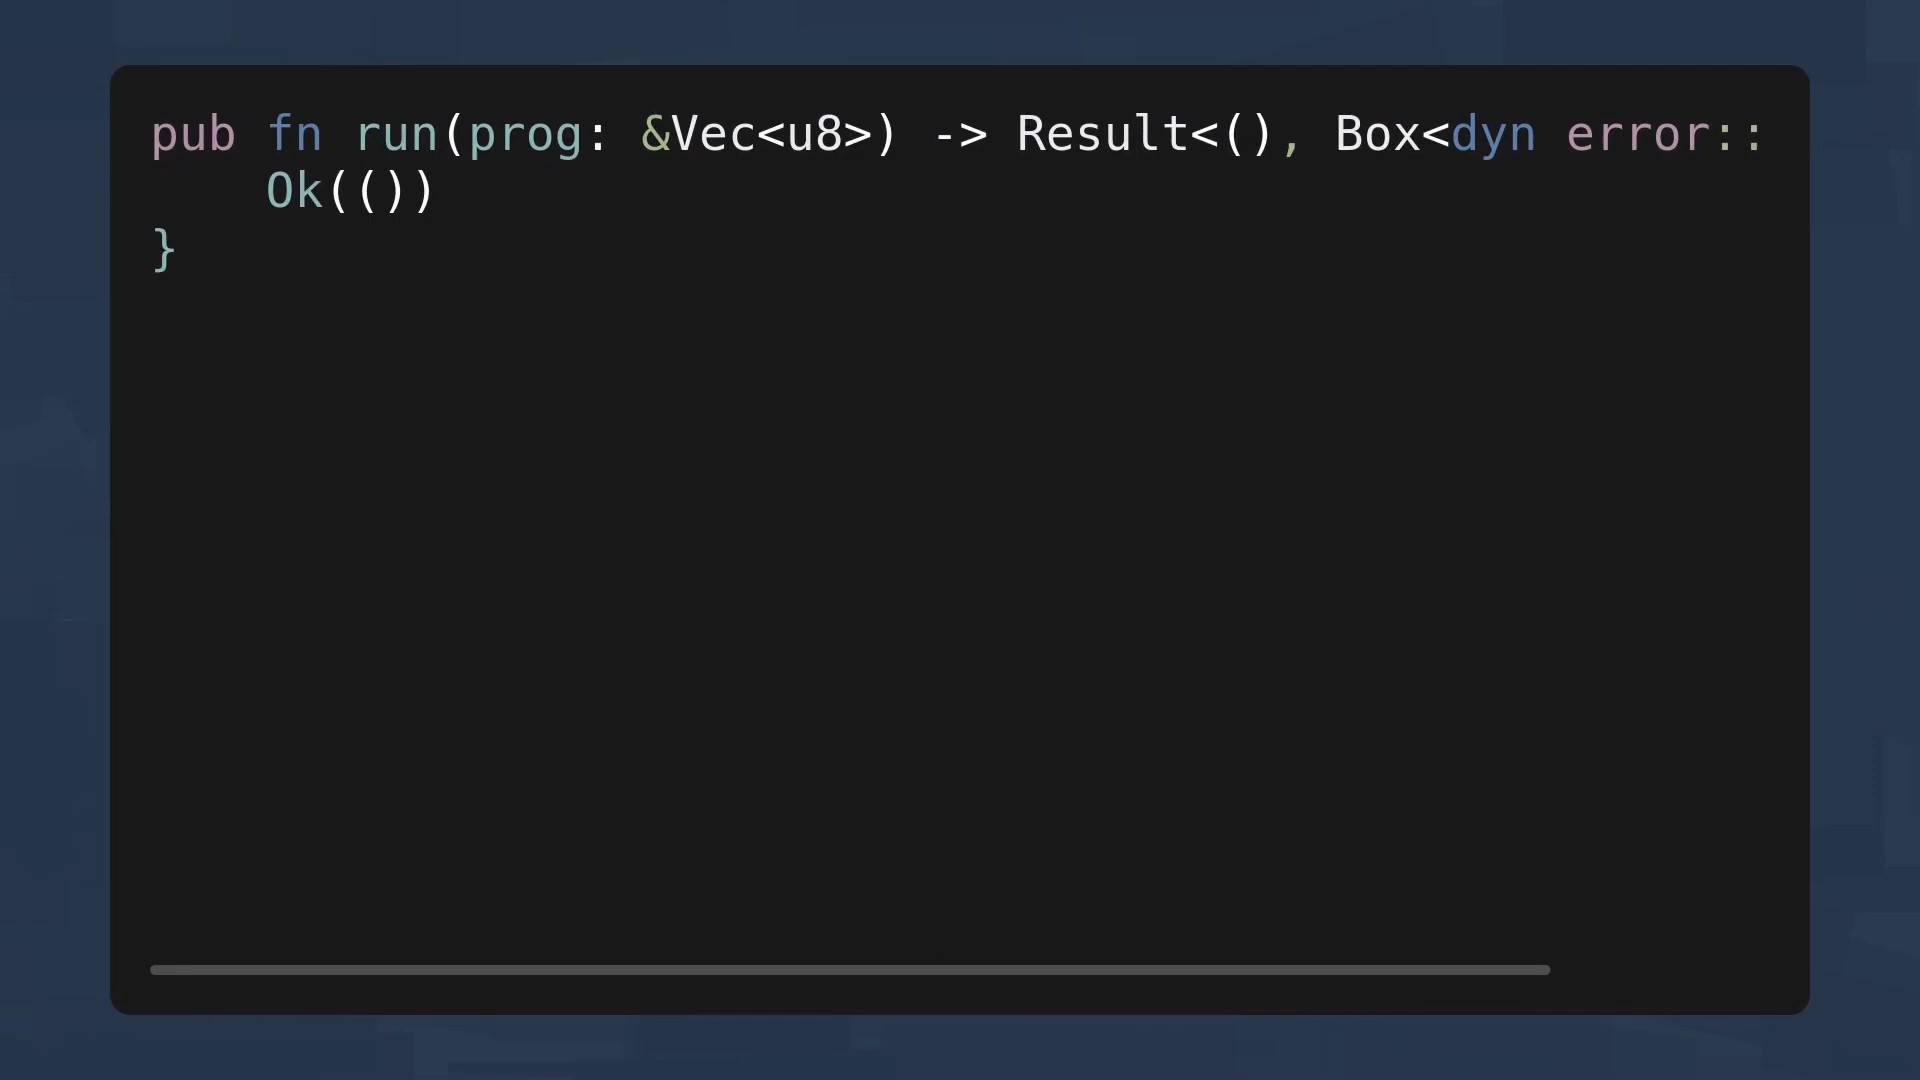 pub fn run(prog: &Vec<u8>) -> Result<(), Box<dyn error::
    Ok(())
}